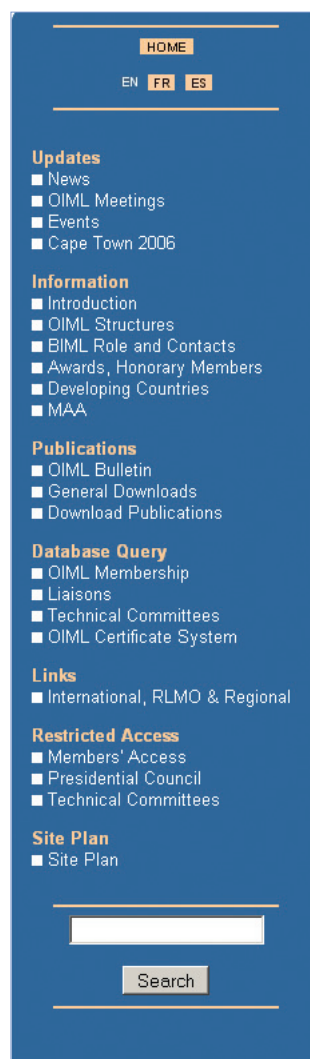 HOME
EN FR ES
Updates
News
OIML Meetings
Events
Cape Town 2006
Information
Introduction
OIML Structures
BIML Role and Contacts
Awards, Honorary Members
Developing Countries
MAA
Publications
OIML Bulletin
General Downloads
Download Publications
Database Query
OIML Membership
Liaisons
Technical Committees
OIML Certificate System
Links
International, RLMO & Regional
Restricted Access
Members' Access
Presidential Council
Technical Committees
Site Plan
Site Plan
Search